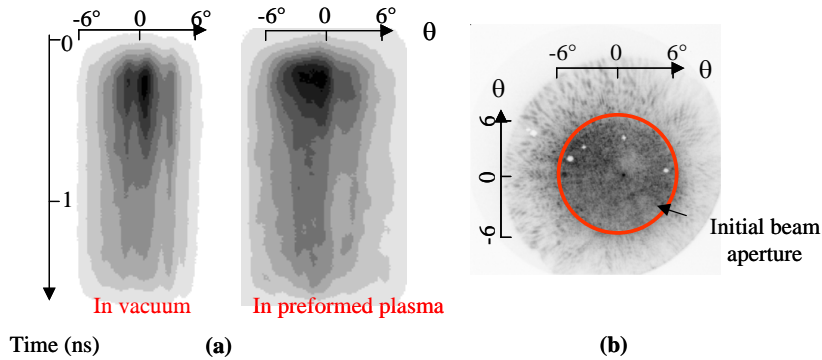 -6° 0 6°
θ
-6° 0 6°
0
1
Time (ns)
In vacuum
In preformed plasma
(a)
-6° 0 6°
θ
θ
6
0
-6
Initial beam
aperture
(b)